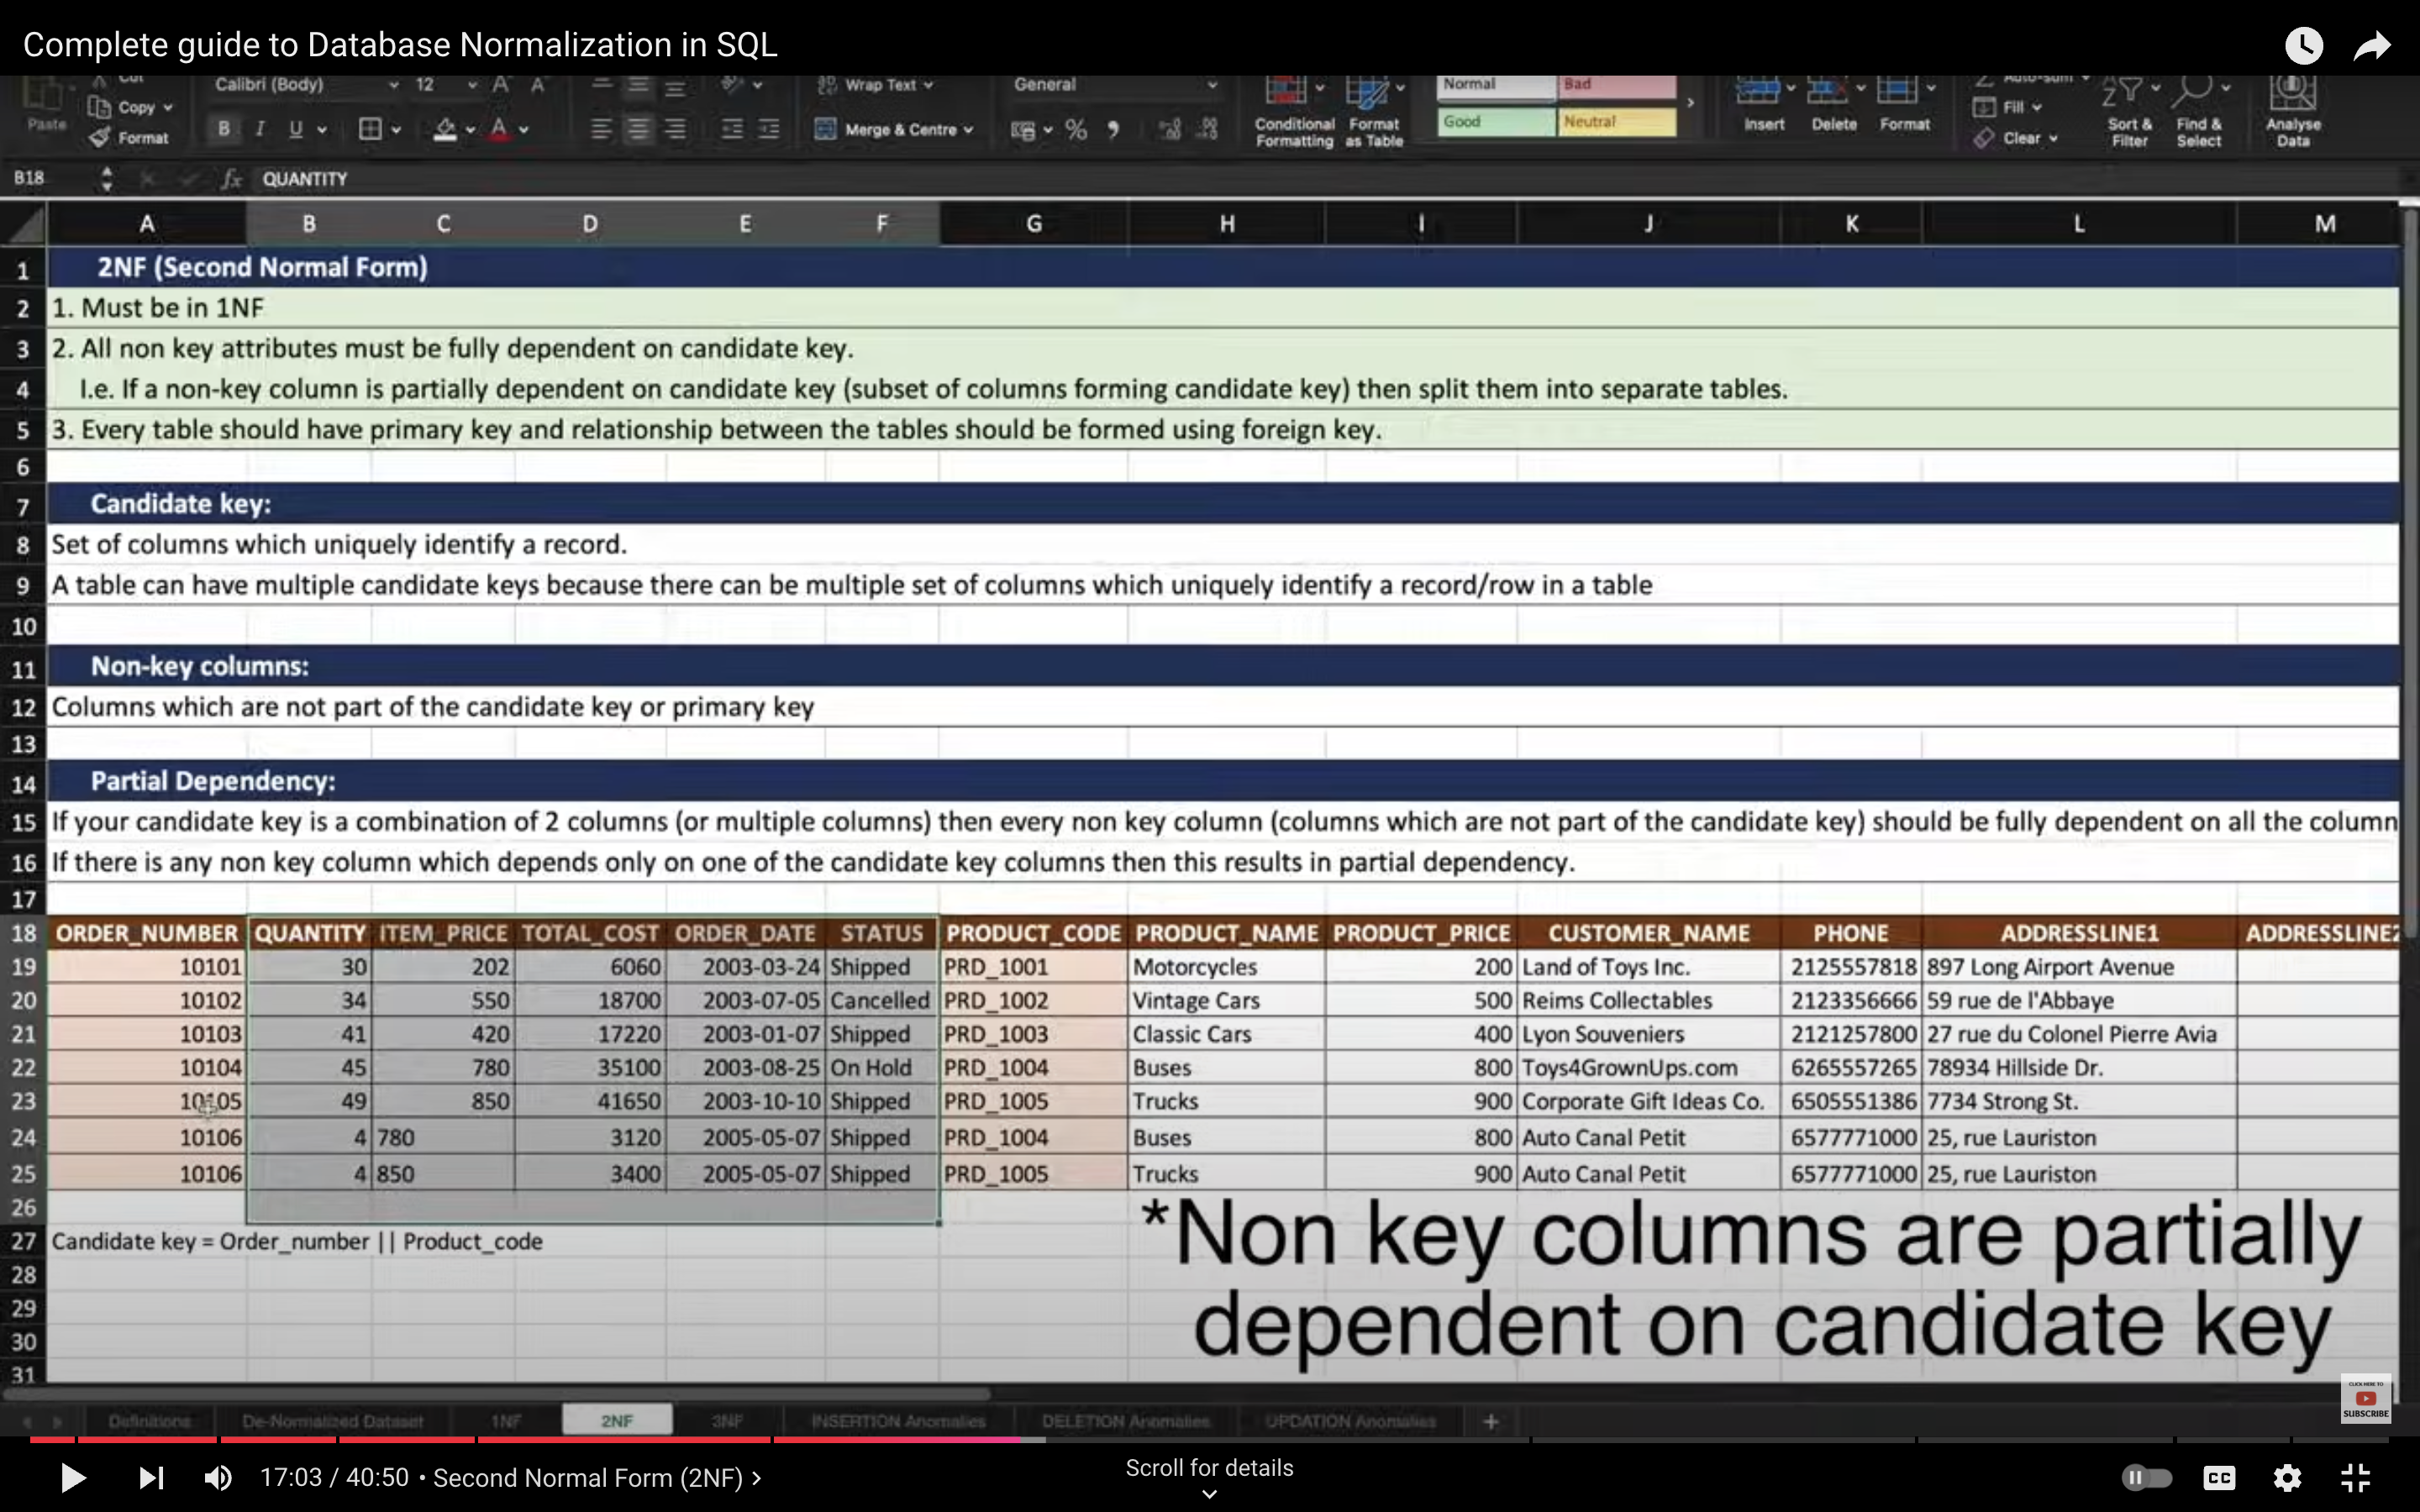 Complete guide to Database Normalization in SQL
Cut
Calibri (Body) 12 A A Wrap Text General Normal Bad
Copy Fill
Paste Format B I U A Merge & Centre % Conditional Formatting Format as Table Good Neutral Insert Delete Format Clear Sort & Filter Find & Select Analyse Data
B18 fx QUANTITY
A B C D E F G H I J K L M
1 2NF (Second Normal Form)
2 1. Must be in 1NF
3 2. All non key attributes must be fully dependent on candidate key.
4 I.e. If a non-key column is partially dependent on candidate key (subset of columns forming candidate key) then split them into separate tables.
5 3. Every table should have primary key and relationship between the tables should be formed using foreign key.
6
7 Candidate key:
8 Set of columns which uniquely identify a record.
9 A table can have multiple candidate keys because there can be multiple set of columns which uniquely identify a record/row in a table
10
11 Non-key columns:
12 Columns which are not part of the candidate key or primary key
13
14 Partial Dependency:
15 If your candidate key is a combination of 2 columns (or multiple columns) then every non key column (columns which are not part of the candidate key) should be fully dependent on all the column
16 If there is any non key column which depends only on one of the candidate key columns then this results in partial dependency.
17
18 ORDER_NUMBER QUANTITY ITEM_PRICE TOTAL_COST ORDER_DATE STATUS PRODUCT_CODE PRODUCT_NAME PRODUCT_PRICE CUSTOMER_NAME PHONE ADDRESSLINE1 ADDRESSLINE2
19 10101 30 202 6060 2003-03-24 Shipped PRD_1001 Motorcycles 200 Land of Toys Inc. 2125557818 897 Long Airport Avenue
20 10102 34 550 18700 2003-07-05 Cancelled PRD_1002 Vintage Cars 500 Reims Collectables 2123356666 59 rue de l'Abbaye
21 10103 41 420 17220 2003-01-07 Shipped PRD_1003 Classic Cars 400 Lyon Souveniers 2121257800 27 rue du Colonel Pierre Avia
22 10104 45 780 35100 2003-08-25 On Hold PRD_1004 Buses 800 Toys4GrownUps.com 6265557265 78934 Hillside Dr.
23 10105 49 850 41650 2003-10-10 Shipped PRD_1005 Trucks 900 Corporate Gift Ideas Co. 6505551386 7734 Strong St.
24 10106 4 780 3120 2005-05-07 Shipped PRD_1004 Buses 800 Auto Canal Petit 6577771000 25, rue Lauriston
25 10106 4 850 3400 2005-05-07 Shipped PRD_1005 Trucks 900 Auto Canal Petit 6577771000 25, rue Lauriston
26
27 Candidate key = Order_number || Product_code
28
29
30
31
*Non key columns are partially
dependent on candidate key
CLICK HERE TO
SUBSCRIBE
Definitions De-Normalized Dataset 1NF 2NF 3NF INSERTION Anomalies DELETION Anomalies UPDATION Anomalies +
17:03 / 40:50 • Second Normal Form (2NF) >
Scroll for details
CC